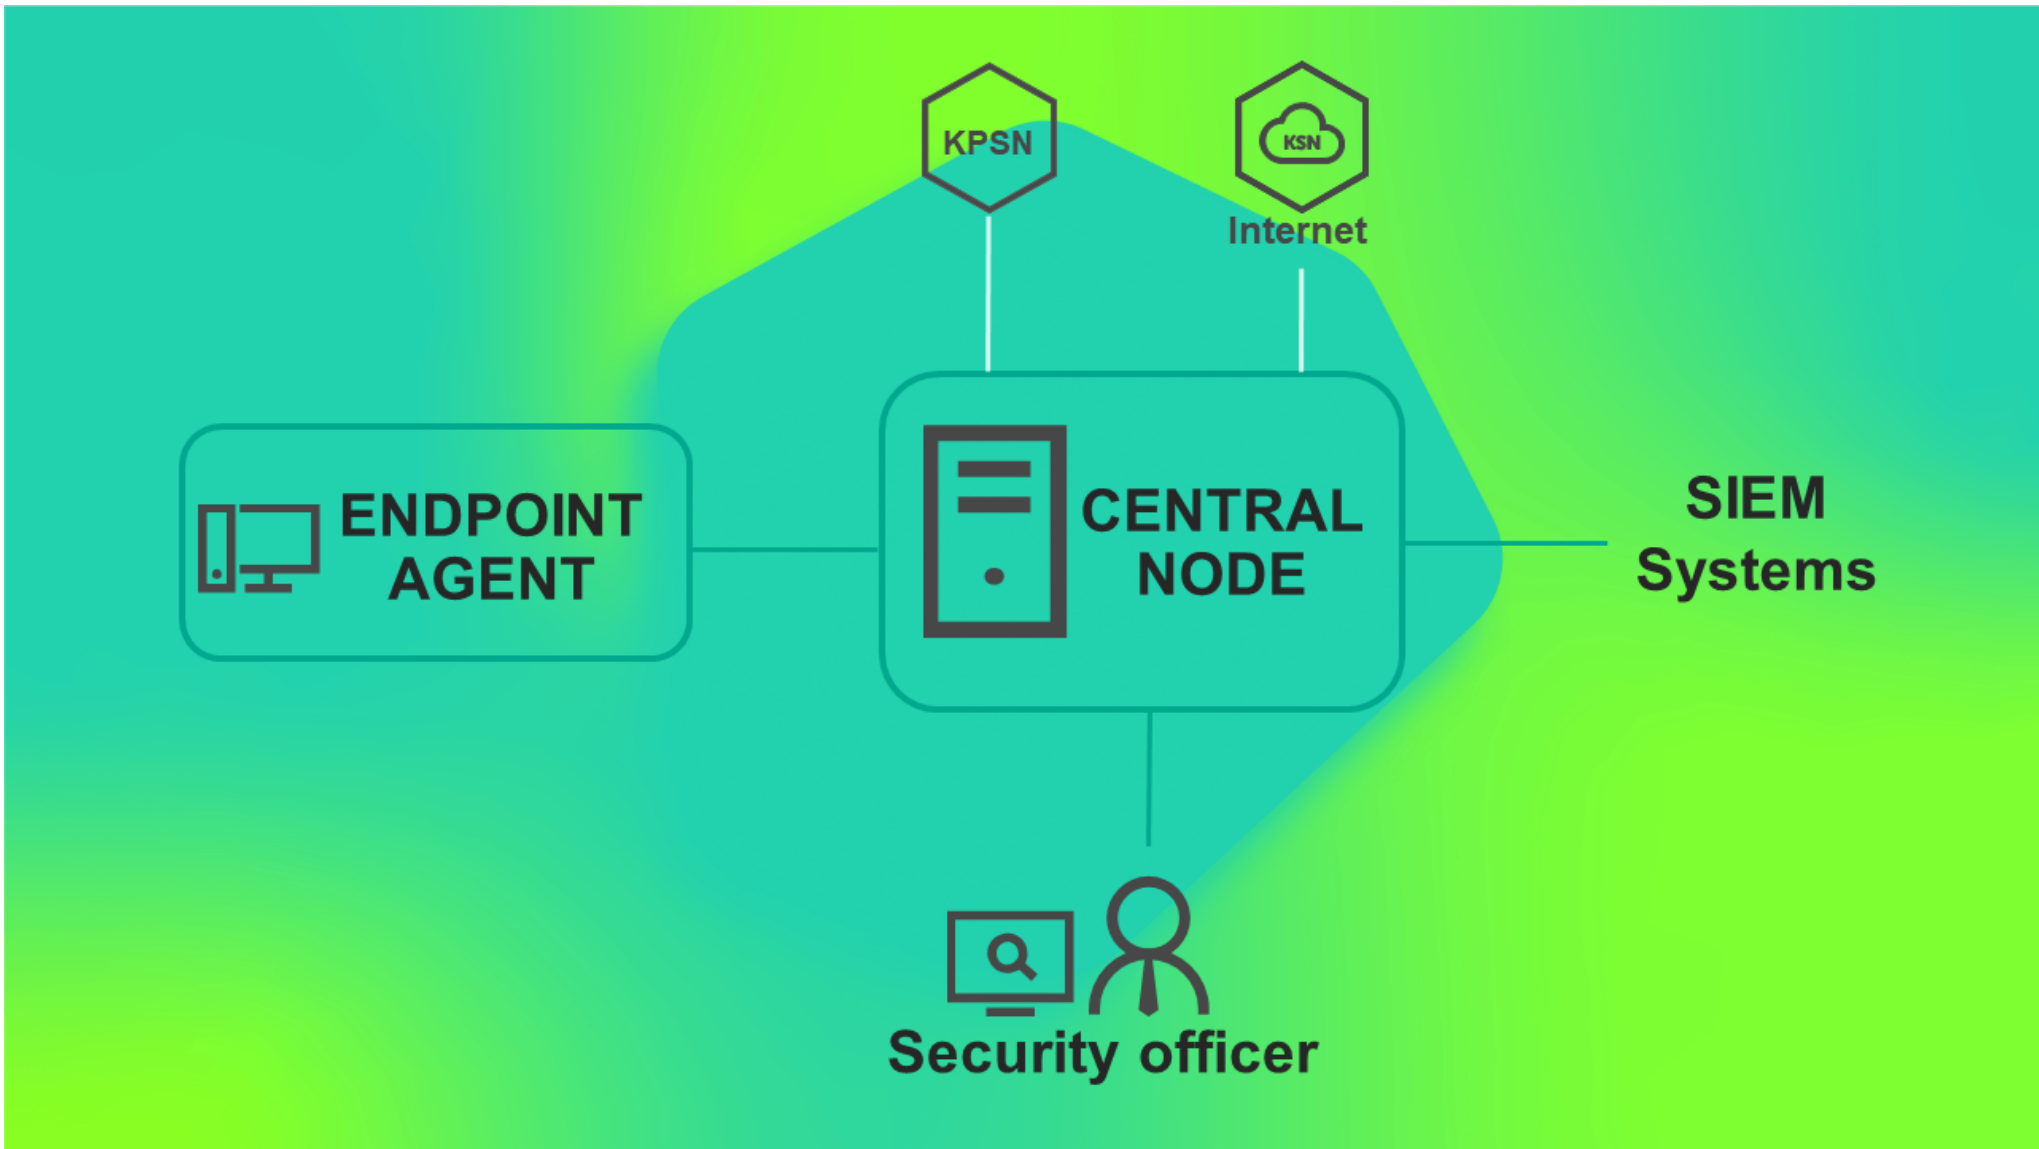 KPSN
KSN
Internet
ENDPOINT
AGENT
CENTRAL
NODE
SIEM
Systems
Security officer